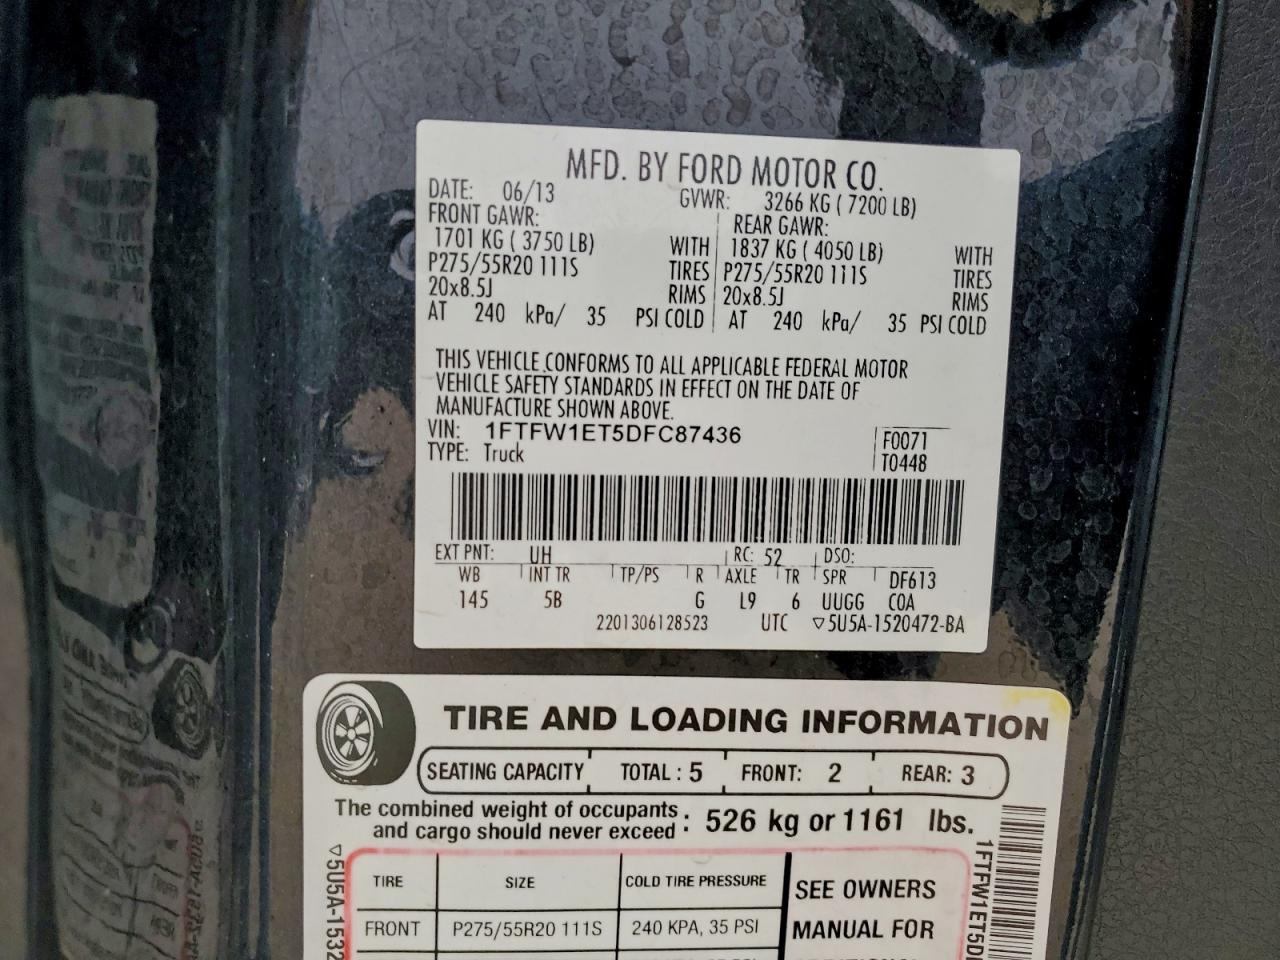 MFD. BY FORD MOTOR CO.
DATE: 06/13 GVWR: 3266 KG ( 7200 LB)
FRONT GAWR: REAR GAWR:
1701 KG ( 3750 LB) WITH 1837 KG ( 4050 LB) WITH
P275/55R20 111S TIRES P275/55R20 111S TIRES
20x8.5J RIMS 20x8.5J RIMS
AT 240 kPa/ 35 PSI COLD AT 240 kPa/ 35 PSI COLD
THIS VEHICLE CONFORMS TO ALL APPLICABLE FEDERAL MOTOR
VEHICLE SAFETY STANDARDS IN EFFECT ON THE DATE OF
MANUFACTURE SHOWN ABOVE.
VIN: 1FTFW1ET5DFC87436 F0071
TYPE: Truck T0448
EXT PNT: UH RC: 52 DSO:
WB INT TR TP/PS R AXLE TR SPR DF613
145 5B G L9 6 UUGG COA
2201306128523 UTC ▽5U5A-1520472-BA
TIRE AND LOADING INFORMATION
SEATING CAPACITY TOTAL : 5 FRONT: 2 REAR: 3
The combined weight of occupants
and cargo should never exceed : 526 kg or 1161 lbs.
TIRE SIZE COLD TIRE PRESSURE SEE OWNERS
FRONT P275/55R20 111S 240 KPA, 35 PSI MANUAL FOR
▽5U5A-1532
1FTFW1ET5D